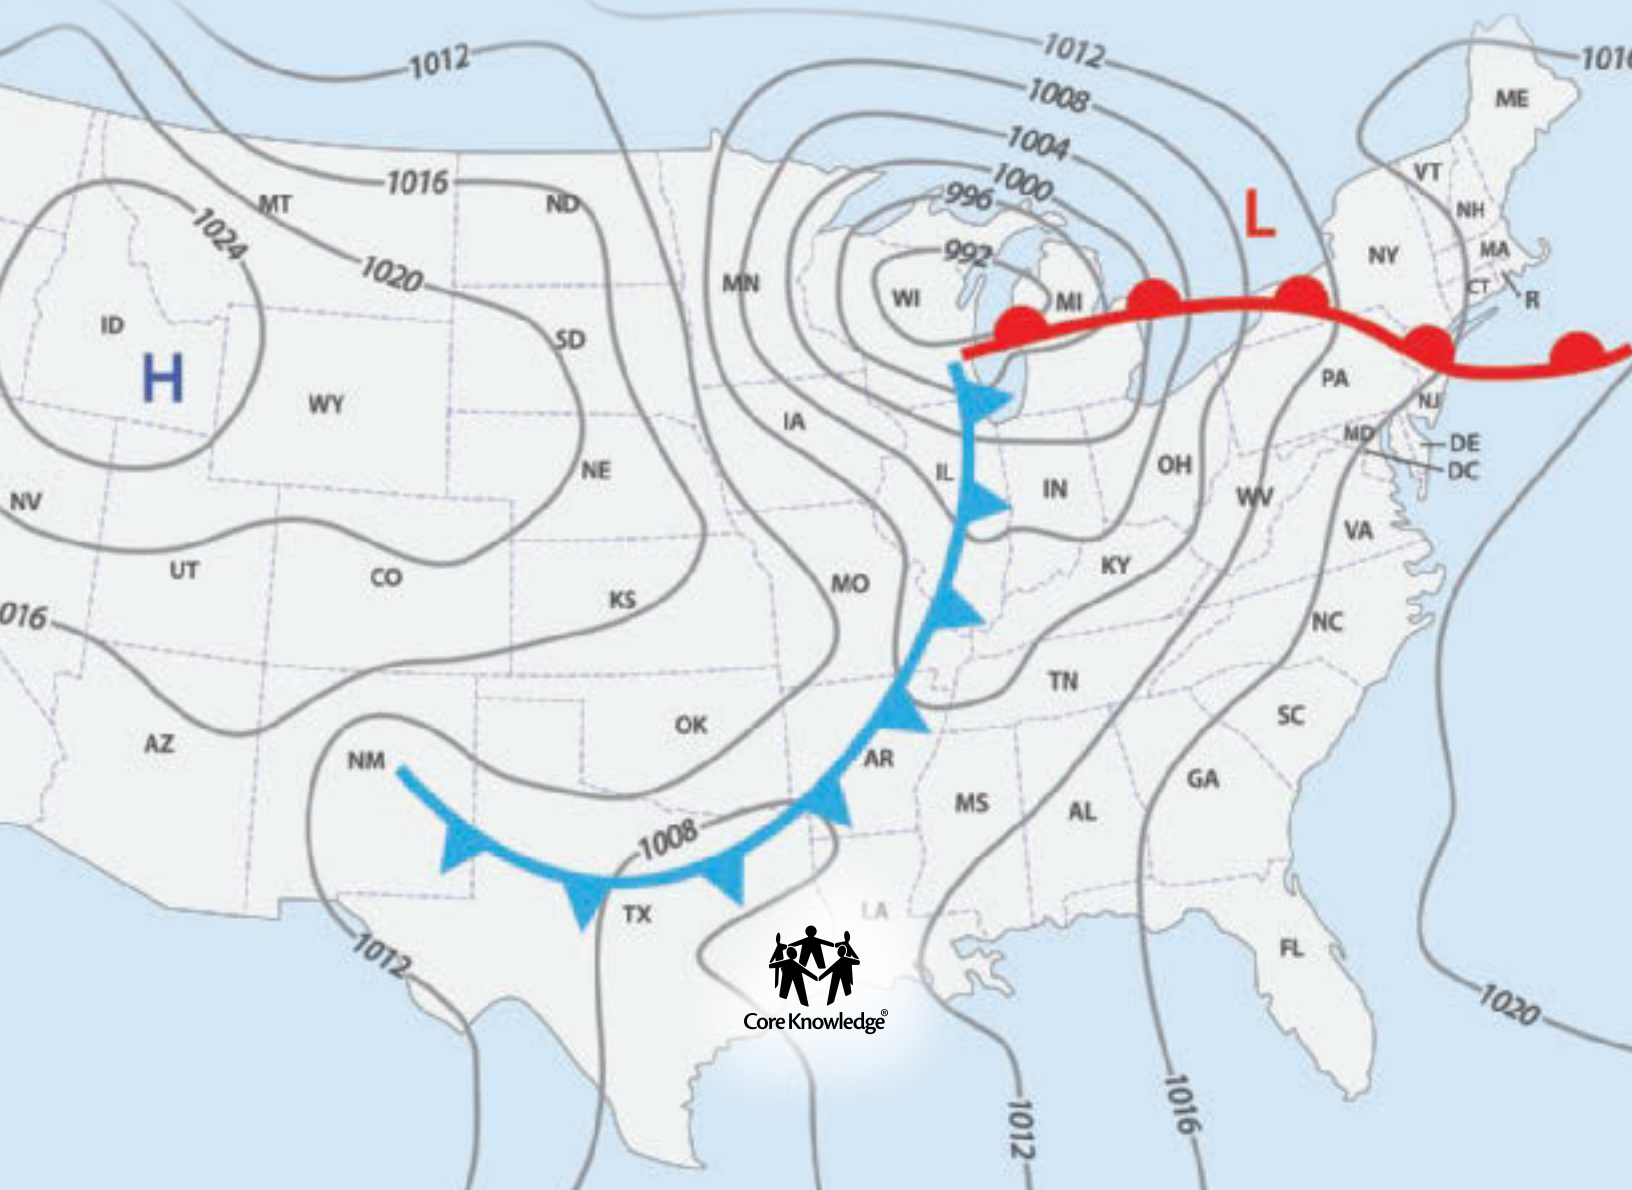 1012
1012
1016
1008
ME
1004
VT
1000
1016
996
MT
ND
NH
L
1024
MA
992
NY
1020
MN
CT
WI
MI
R
ID
SD
H
PA
WY
NJ
IA
MD
DE
OH
NE
IL
DC
IN
WV
NV
VA
UT
CO
KY
MO
KS
016
NC
TN
SC
OK
AZ
NM
AR
GA
MS
AL
1008
LA
TX
FL
1012
1020
Core Knowledge®
1016
1012